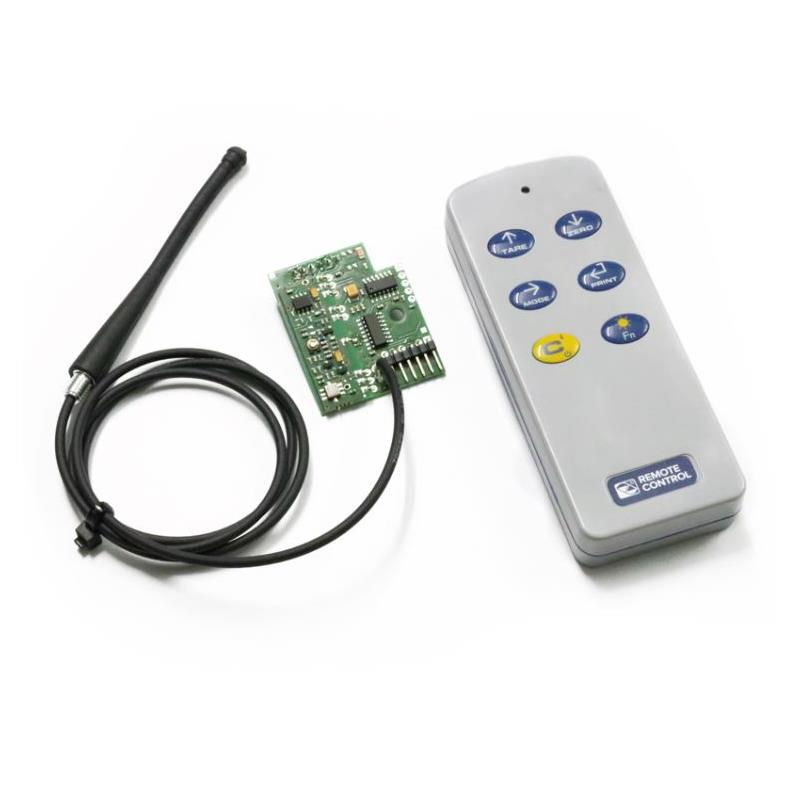 TARE
ZERO
MODE
PRINT
C
Fn
REMOTE
CONTROL